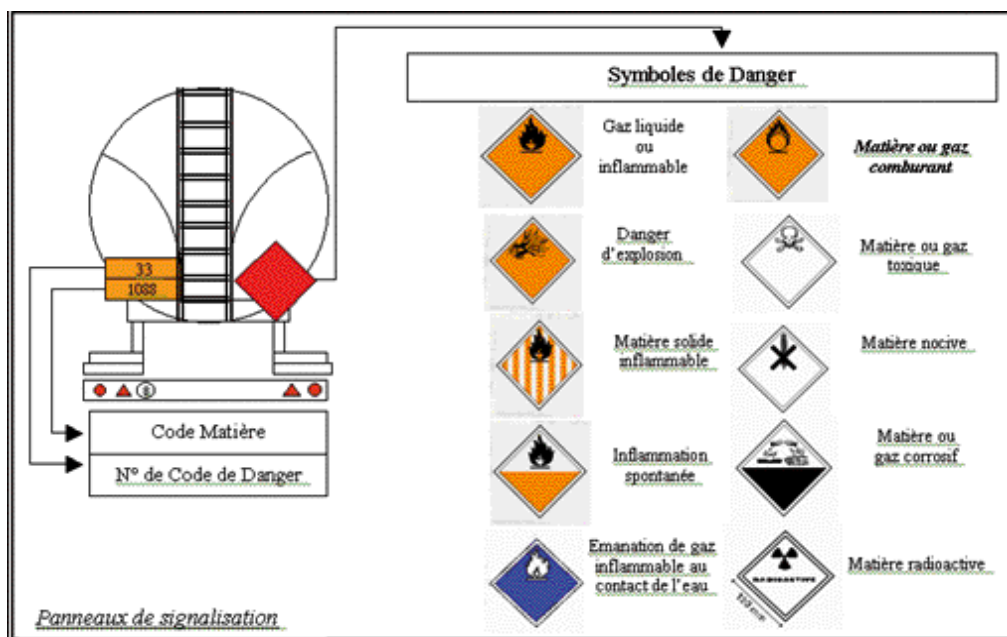 Symboles de Danger
Gaz liquide
ou
inflammable
Matière ou gaz
comburant
Danger
d'explosion
Matière ou gaz
toxique
33
1088
Matière solide
inflammable
Matière nocive
Code Matière
N° de Code de Danger
Inflammation
spontanée
Matière ou
gaz corrosif
Emanation de gaz
inflammable au
contact de l'eau
RADIOACTIVE
Matière radioactive
Panneaux de signalisation